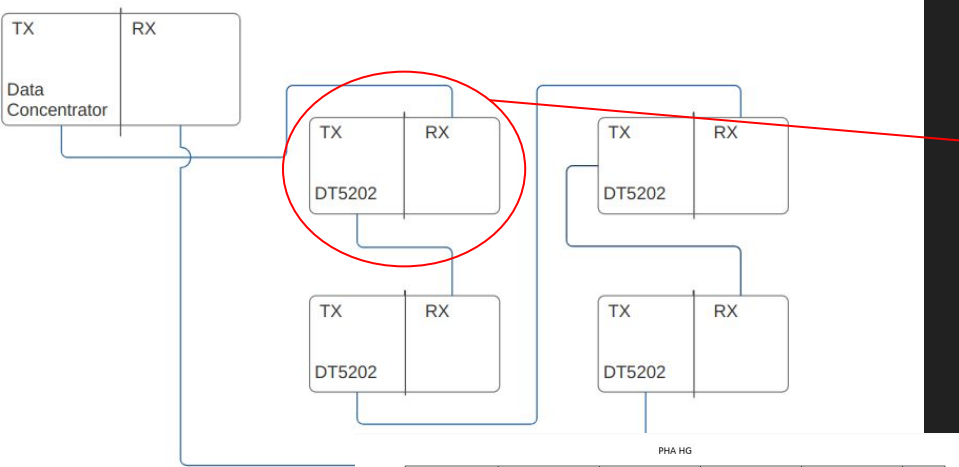 TX RX
Data
Concentrator
TX RX
DT5202
TX RX
DT5202
TX RX
DT5202
TX RX
DT5202
PHA HG